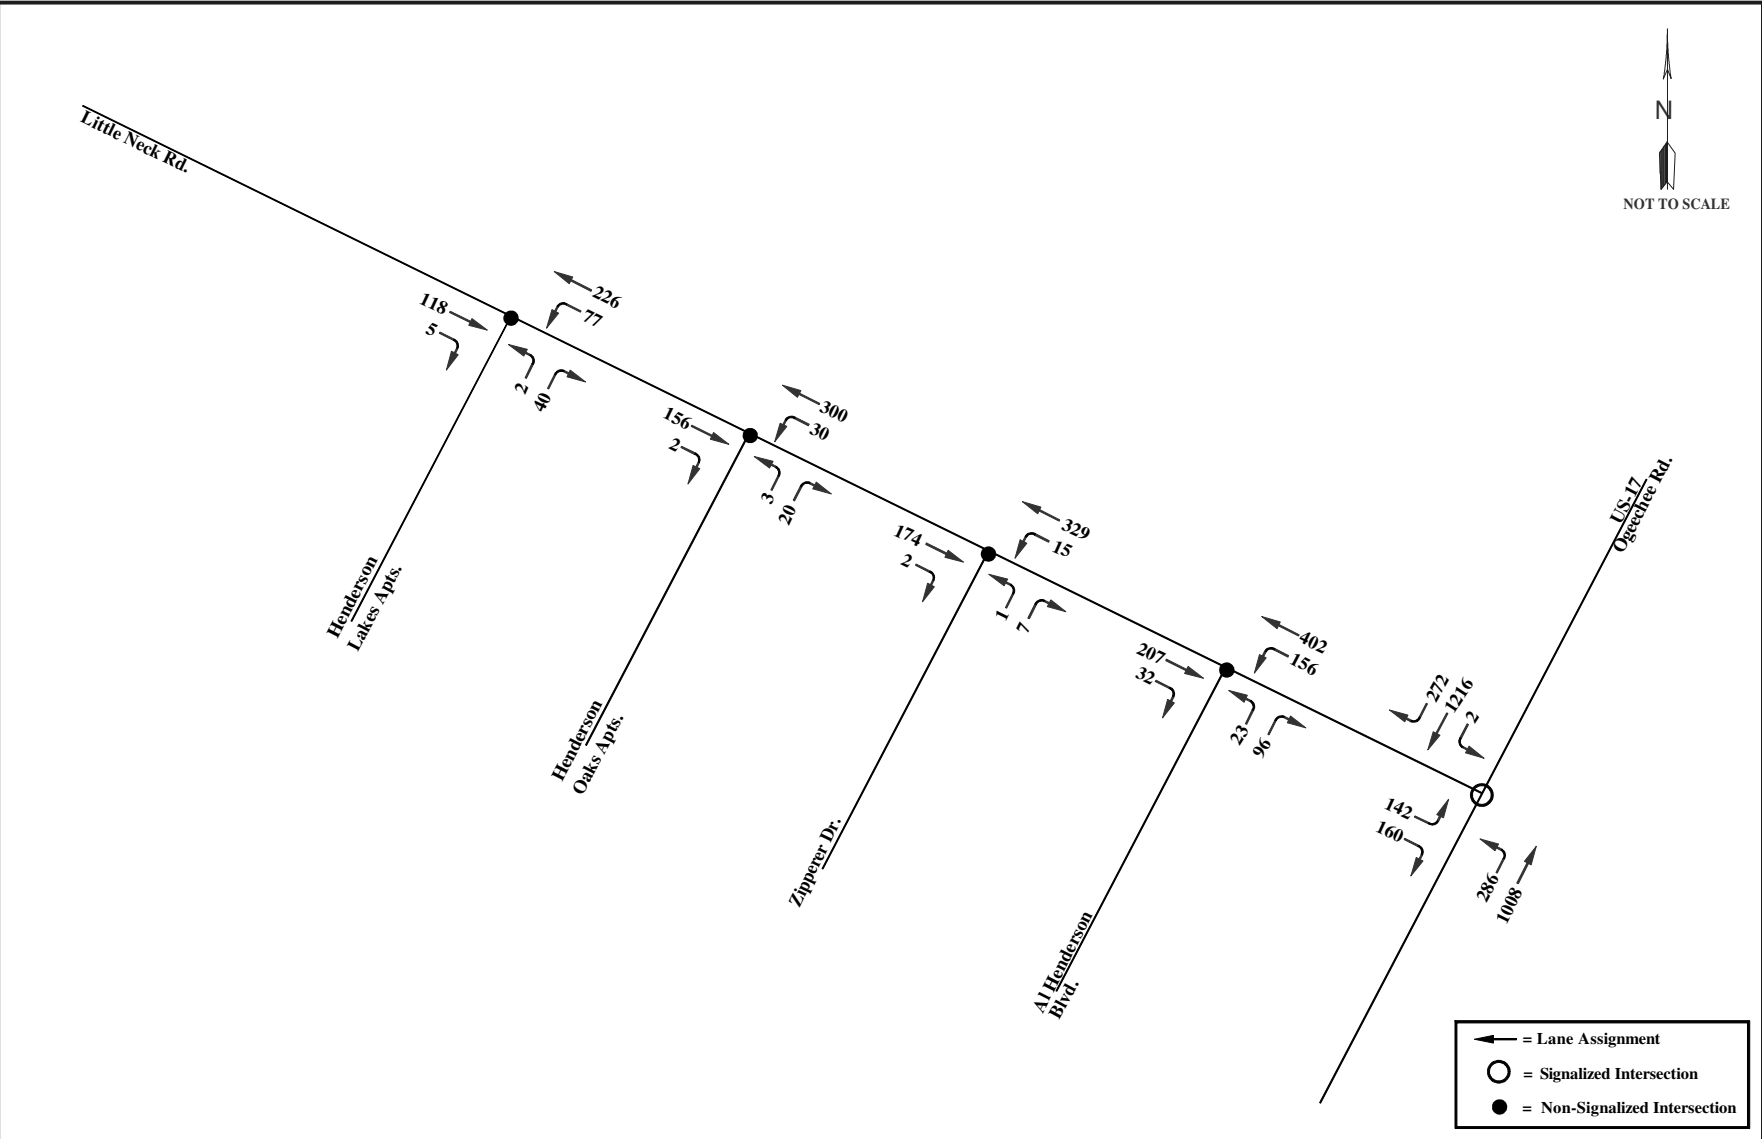 N
NOT TO SCALE
Little Neck Rd.
118
5
226
77
2
40
Henderson
Lakes Apts.
156
2
300
30
3
20
Henderson
Oaks Apts.
174
2
329
15
1
7
Zipperer Dr.
207
32
402
156
23
96
Al Henderson
Blvd.
US-17
Ogeechee Rd.
272
1216
2
142
160
286
1008
= Lane Assignment
= Signalized Intersection
= Non-Signalized Intersection